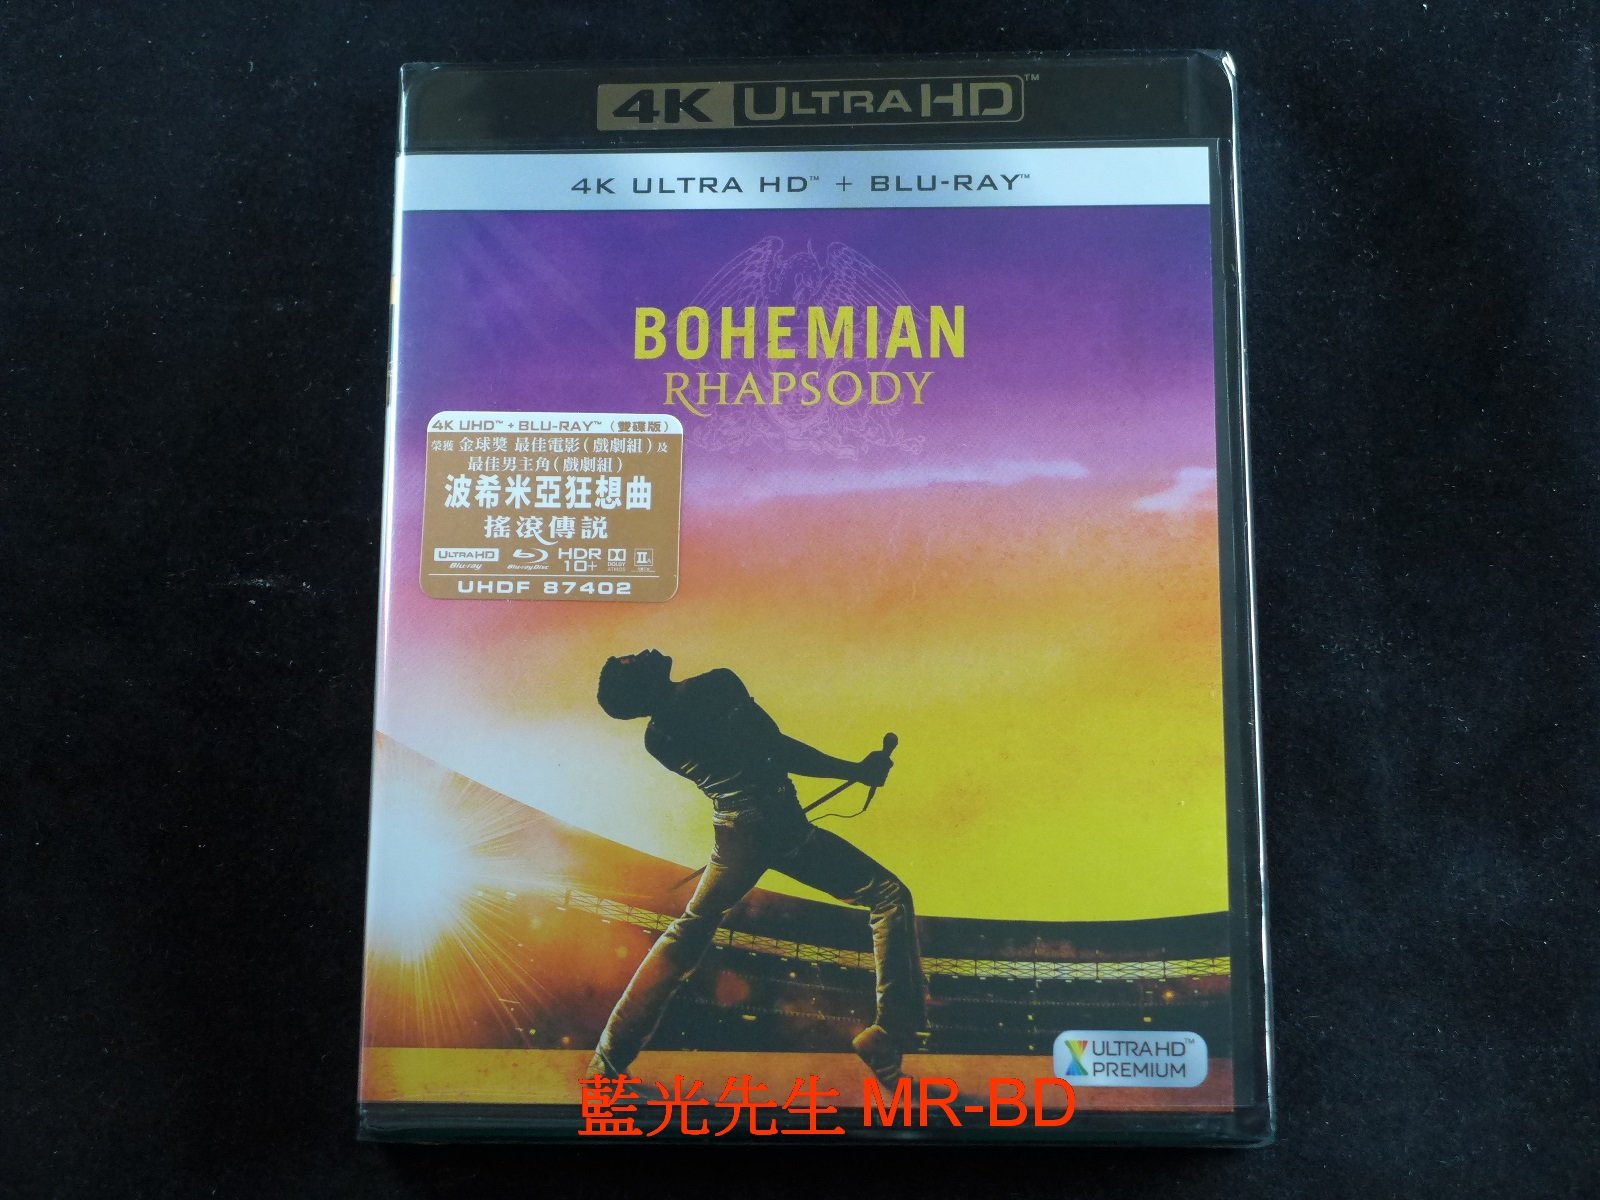 4K ULTRA HD™
4K ULTRA HD™ + BLU-RAY™
BOHEMIAN
RHAPSODY
4K UHD™ + BLU-RAY™ (雙碟版)
榮獲 金球獎 最佳電影(戲劇組)及
最佳男主角(戲劇組)
波希米亞狂想曲
搖滾傳說
ULTRA HD Blu-ray Blu-ray Disc HDR 10+ DOLBY ATMOS IIA
UHDF 87402
ULTRA HD™
PREMIUM
藍光先生 MR-BD